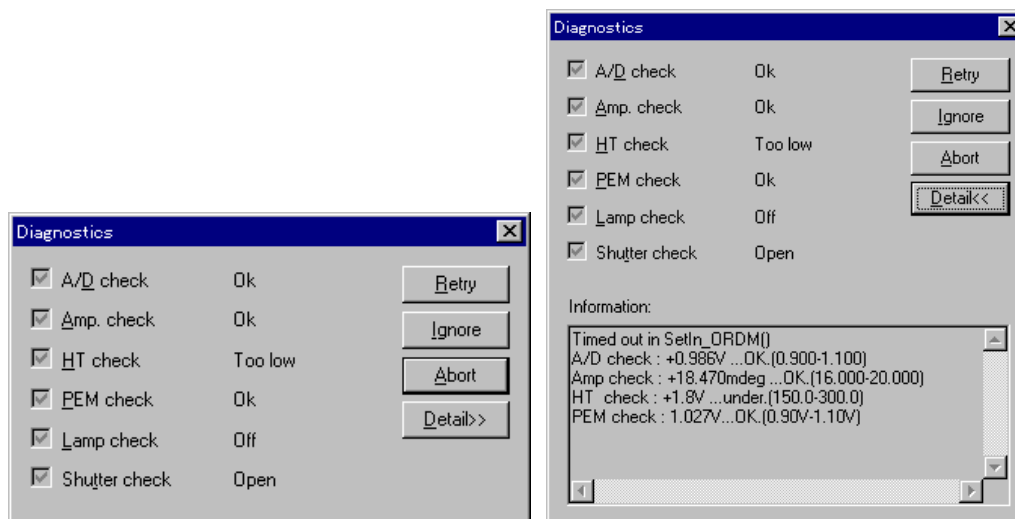 Diagnostics
A/D check Ok
Retry
Amp. check Ok
Ignore
HT check Too low
Abort
PEM check Ok
Detail>>
Lamp check Off
Shutter check Open
Diagnostics
A/D check Ok
Retry
Amp. check Ok
Ignore
HT check Too low
Abort
PEM check Ok
Detail<<
Lamp check Off
Shutter check Open
Information:
Timed out in SetIn_ORDM()
A/D check : +0.986V ...OK.(0.900-1.100)
Amp check : +18.470mdeg ...OK.(16.000-20.000)
HT check : +1.8V ...under.(150.0-300.0)
PEM check : 1.027V...OK.(0.90V-1.10V)